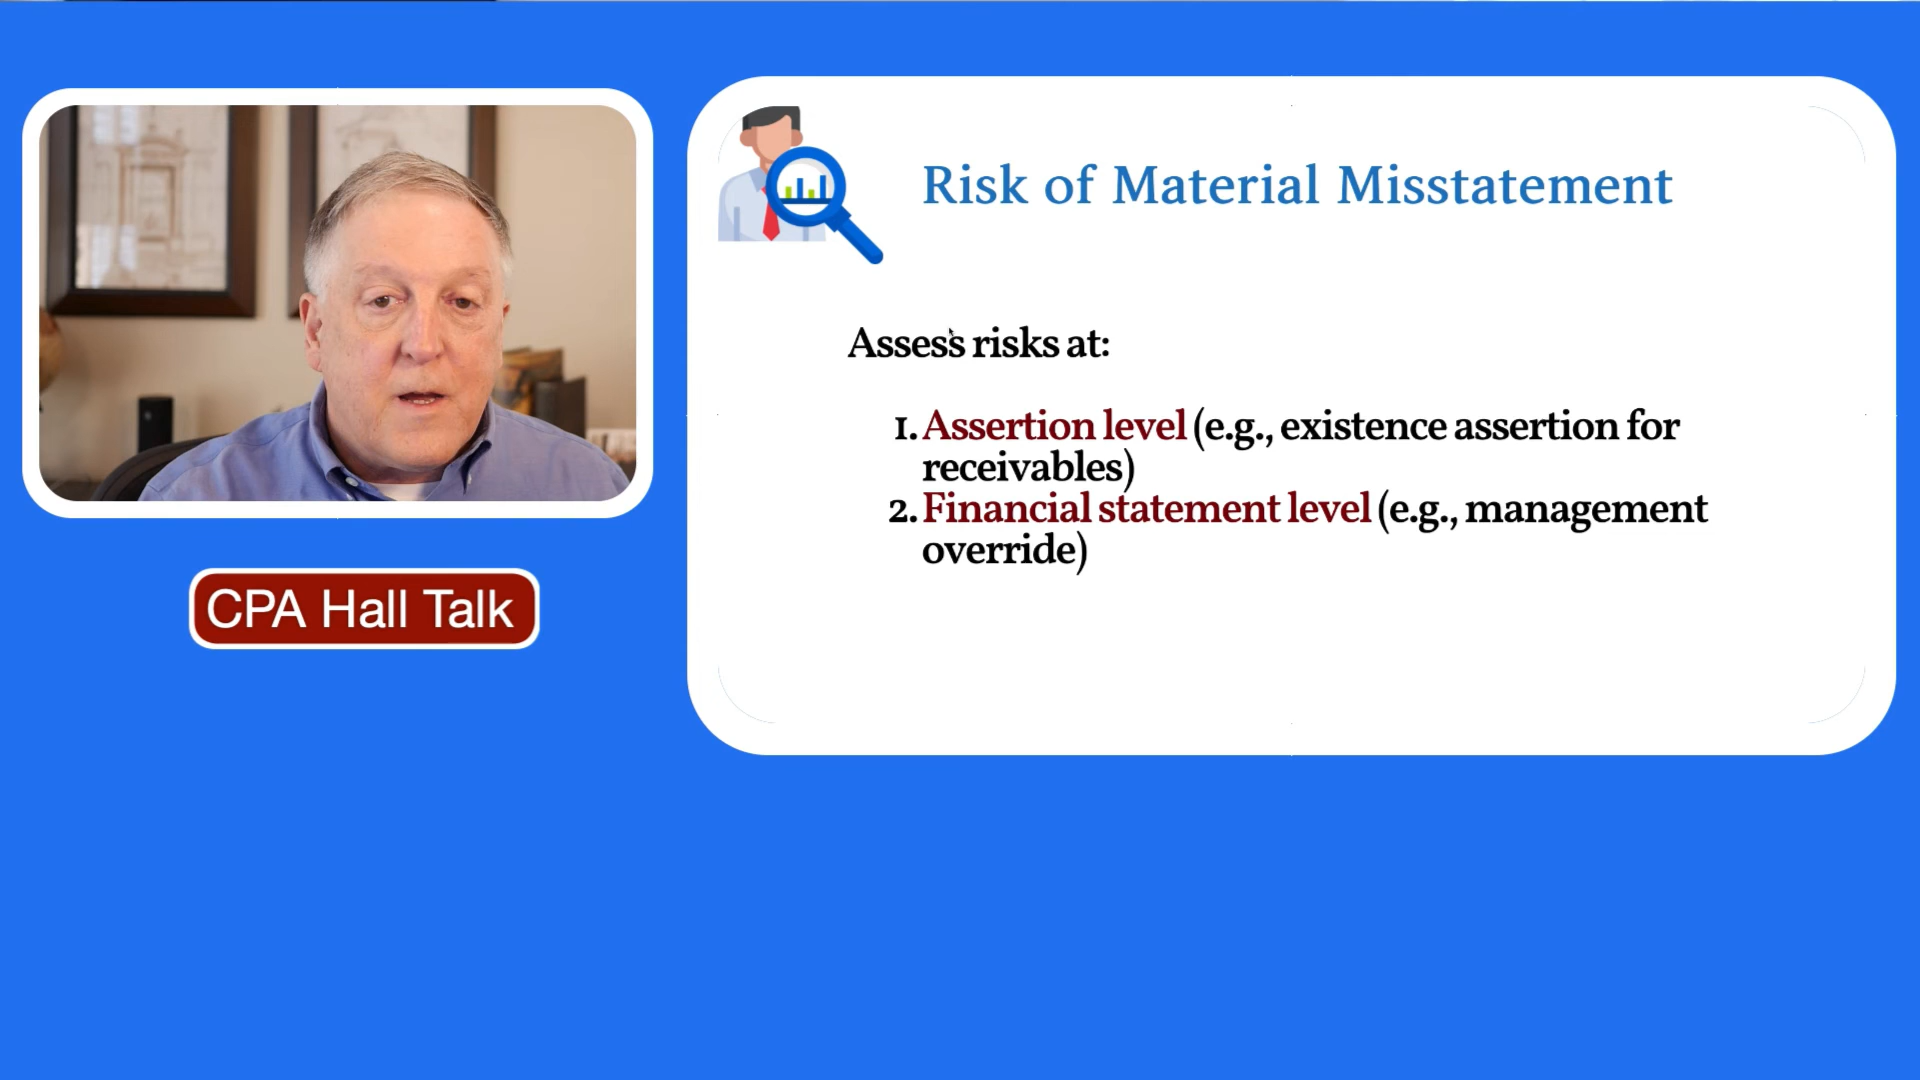 Risk of Material Misstatement
Assess risks at:
1. Assertion level (e.g., existence assertion for
receivables)
2. Financial statement level (e.g., management
override)
CPA Hall Talk